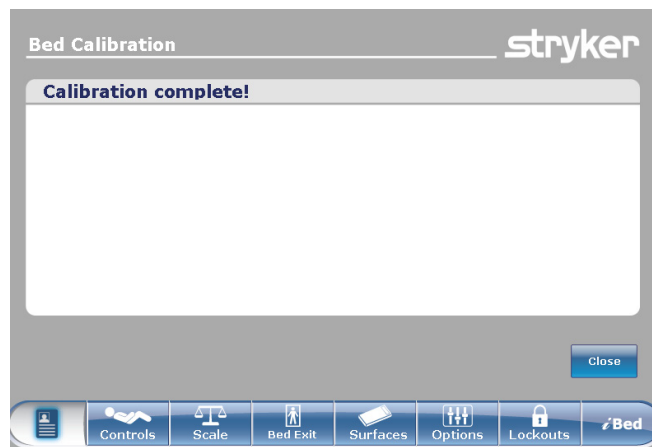 Bed Calibration
stryker
Calibration complete!
Close
Controls
Scale
Bed Exit
Surfaces
Options
Lockouts
iBed